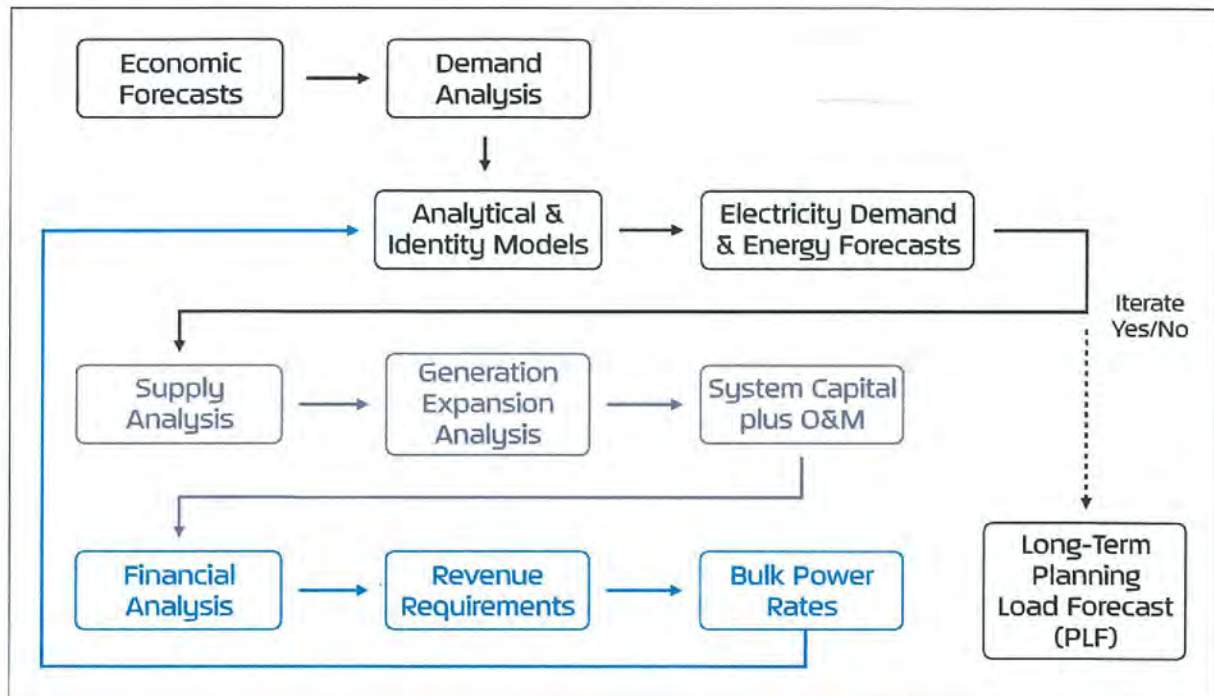 Economic
Forecasts
Demand
Analysis
Analytical &
Identity Models
Electricity Demand
& Energy Forecasts
Iterate
Yes/No
Supply
Analysis
Generation
Expansion
Analysis
System Capital
plus O&M
Financial
Analysis
Revenue
Requirements
Bulk Power
Rates
Long-Term
Planning
Load Forecast
(PLF)